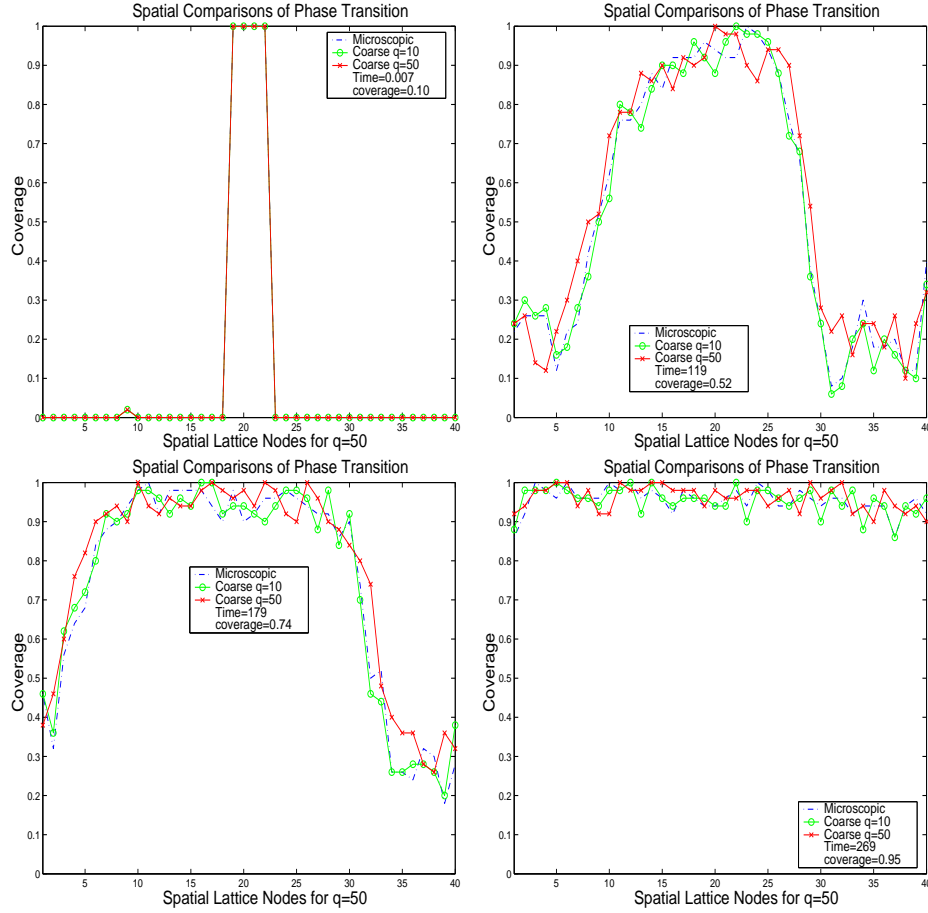 Spatial Comparisons of Phase Transition
1
0.9
0.8
0.7
0.6
0.5
0.4
0.3
0.2
0.1
0
Coverage
Microscopic
Coarse q=10
Coarse q=50
Time=0.007
coverage=0.10
5 10 15 20 25 30 35 40
Spatial Lattice Nodes for q=50
Spatial Comparisons of Phase Transition
1
0.9
0.8
0.7
0.6
0.5
0.4
0.3
0.2
0.1
0
Coverage
Microscopic
Coarse q=10
Coarse q=50
Time=119
coverage=0.52
5 10 15 20 25 30 35 40
Spatial Lattice Nodes for q=50
Spatial Comparisons of Phase Transition
1
0.9
0.8
0.7
0.6
0.5
0.4
0.3
0.2
0.1
0
Coverage
Microscopic
Coarse q=10
Coarse q=50
Time=179
coverage=0.74
5 10 15 20 25 30 35 40
Spatial Lattice Nodes for q=50
Spatial Comparisons of Phase Transition
1
0.9
0.8
0.7
0.6
0.5
0.4
0.3
0.2
0.1
0
Coverage
Microscopic
Coarse q=10
Coarse q=50
Time=269
coverage=0.95
5 10 15 20 25 30 35 40
Spatial Lattice Nodes for q=50